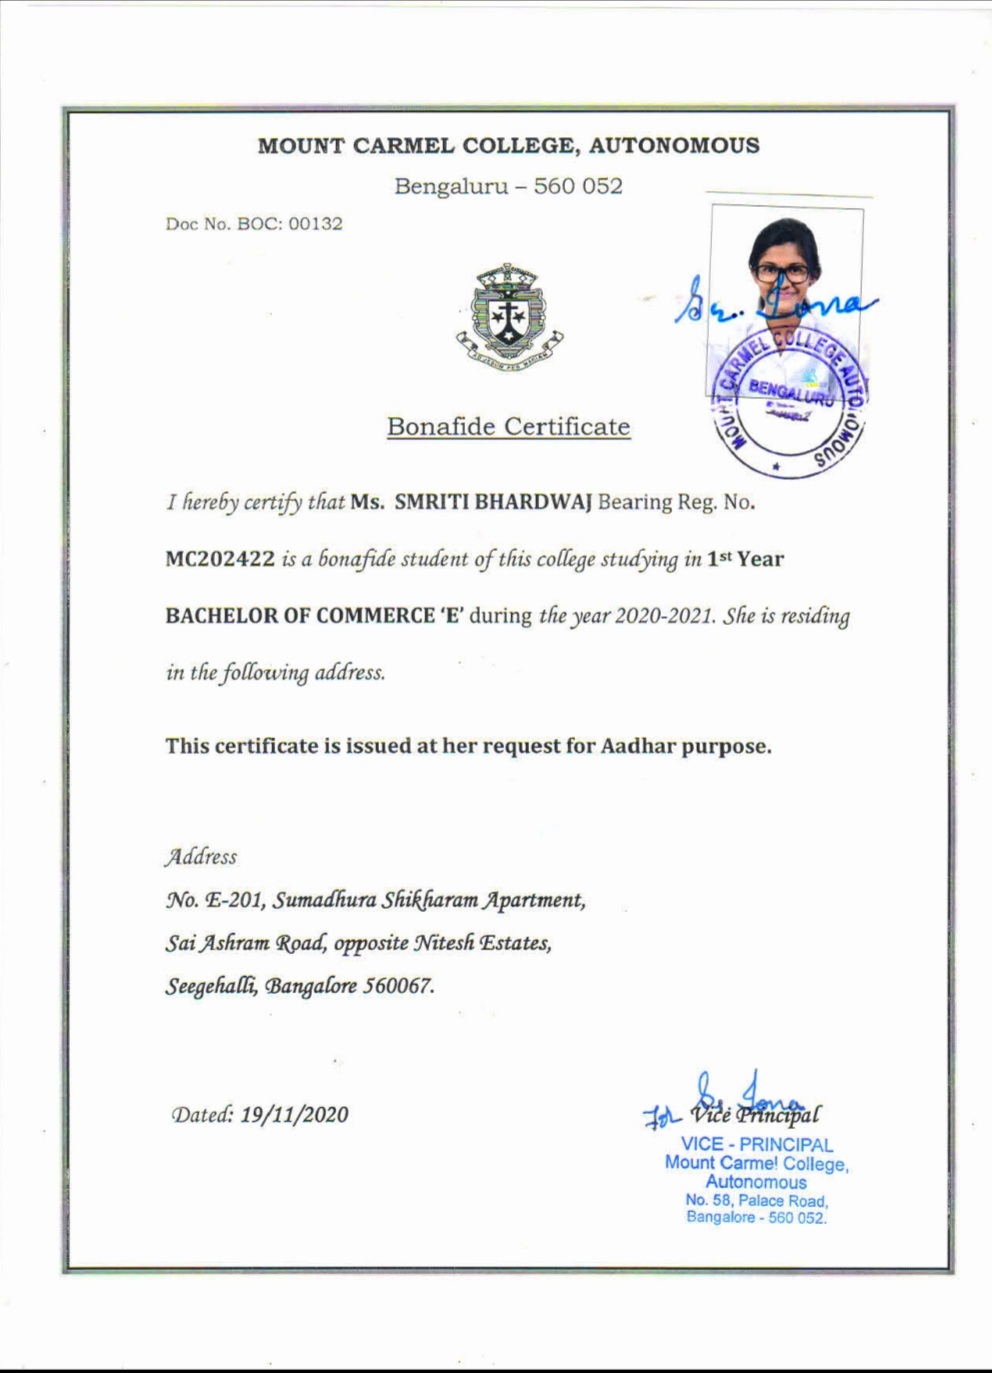 MOUNT CARMEL COLLEGE, AUTONOMOUS
Bengaluru – 560 052
Doc No. BOC: 00132
Sr. Iona
MOUNT CARMEL COLLEGE AUTONOMOUS
BENGALURU
Bonafide Certificate
I hereby certify that Ms. SMRITI BHARDWAJ Bearing Reg. No.
MC202422 is a bonafide student of this college studying in 1st Year
BACHELOR OF COMMERCE ‘E’ during the year 2020-2021. She is residing
in the following address.
This certificate is issued at her request for Aadhar purpose.
Address
No. E-201, Sumadhura Shikharam Apartment,
Sai Ashram Road, opposite Nitesh Estates,
Seegehalli, Bangalore 560067.
Sr. Iona
Dated: 19/11/2020
For Vice Principal
VICE - PRINCIPAL
Mount Carmel College,
Autonomous
No. 58, Palace Road,
Bangalore - 560 052.